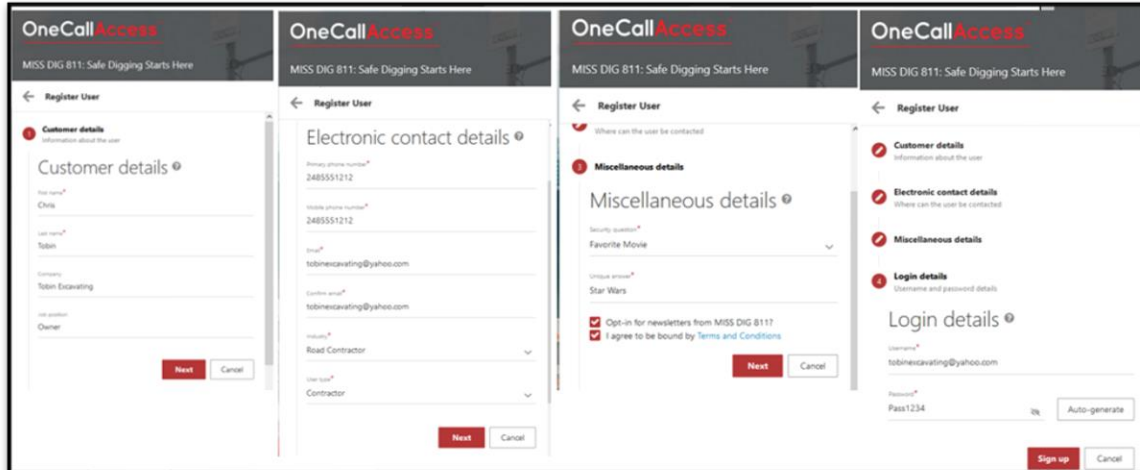 OneCallAccess
MISS DIG 811: Safe Digging Starts Here
← Register User
1 Customer details
Information about the user
Customer details ?
First name*
Chris
Last name*
Tobin
Company
Tobin Excavating
Job position
Owner
Next Cancel
OneCallAccess
MISS DIG 811: Safe Digging Starts Here
← Register User
Electronic contact details ?
Primary phone number*
2485551212
Mobile phone number*
2485551212
Email*
tobinexcavating@yahoo.com
Confirm email*
tobinexcavating@yahoo.com
Industry*
Road Contractor
User type*
Contractor
Next Cancel
OneCallAccess
MISS DIG 811: Safe Digging Starts Here
← Register User
Where can the user be contacted
3 Miscellaneous details
Miscellaneous details ?
Security question*
Favorite Movie
Unique answer*
Star Wars
Opt-in for newsletters from MISS DIG 811?
I agree to be bound by Terms and Conditions
Next Cancel
OneCallAccess
MISS DIG 811: Safe Digging Starts Here
← Register User
Customer details
Information about the user
Electronic contact details
Where can the user be contacted
Miscellaneous details
4 Login details
Username and password details
Login details ?
Username*
tobinexcavating@yahoo.com
Password*
Pass1234 Auto-generate
Sign up Cancel